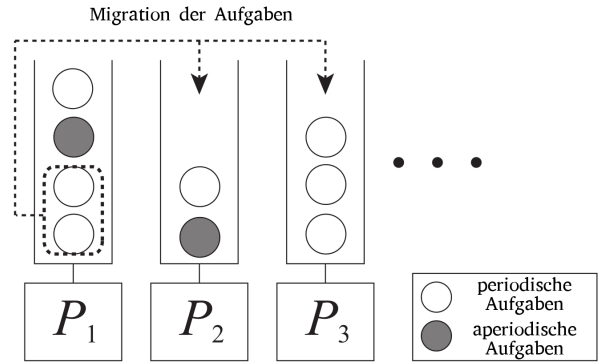 Migration der Aufgaben
P1
P2
P3
periodische
Aufgaben
aperiodische
Aufgaben